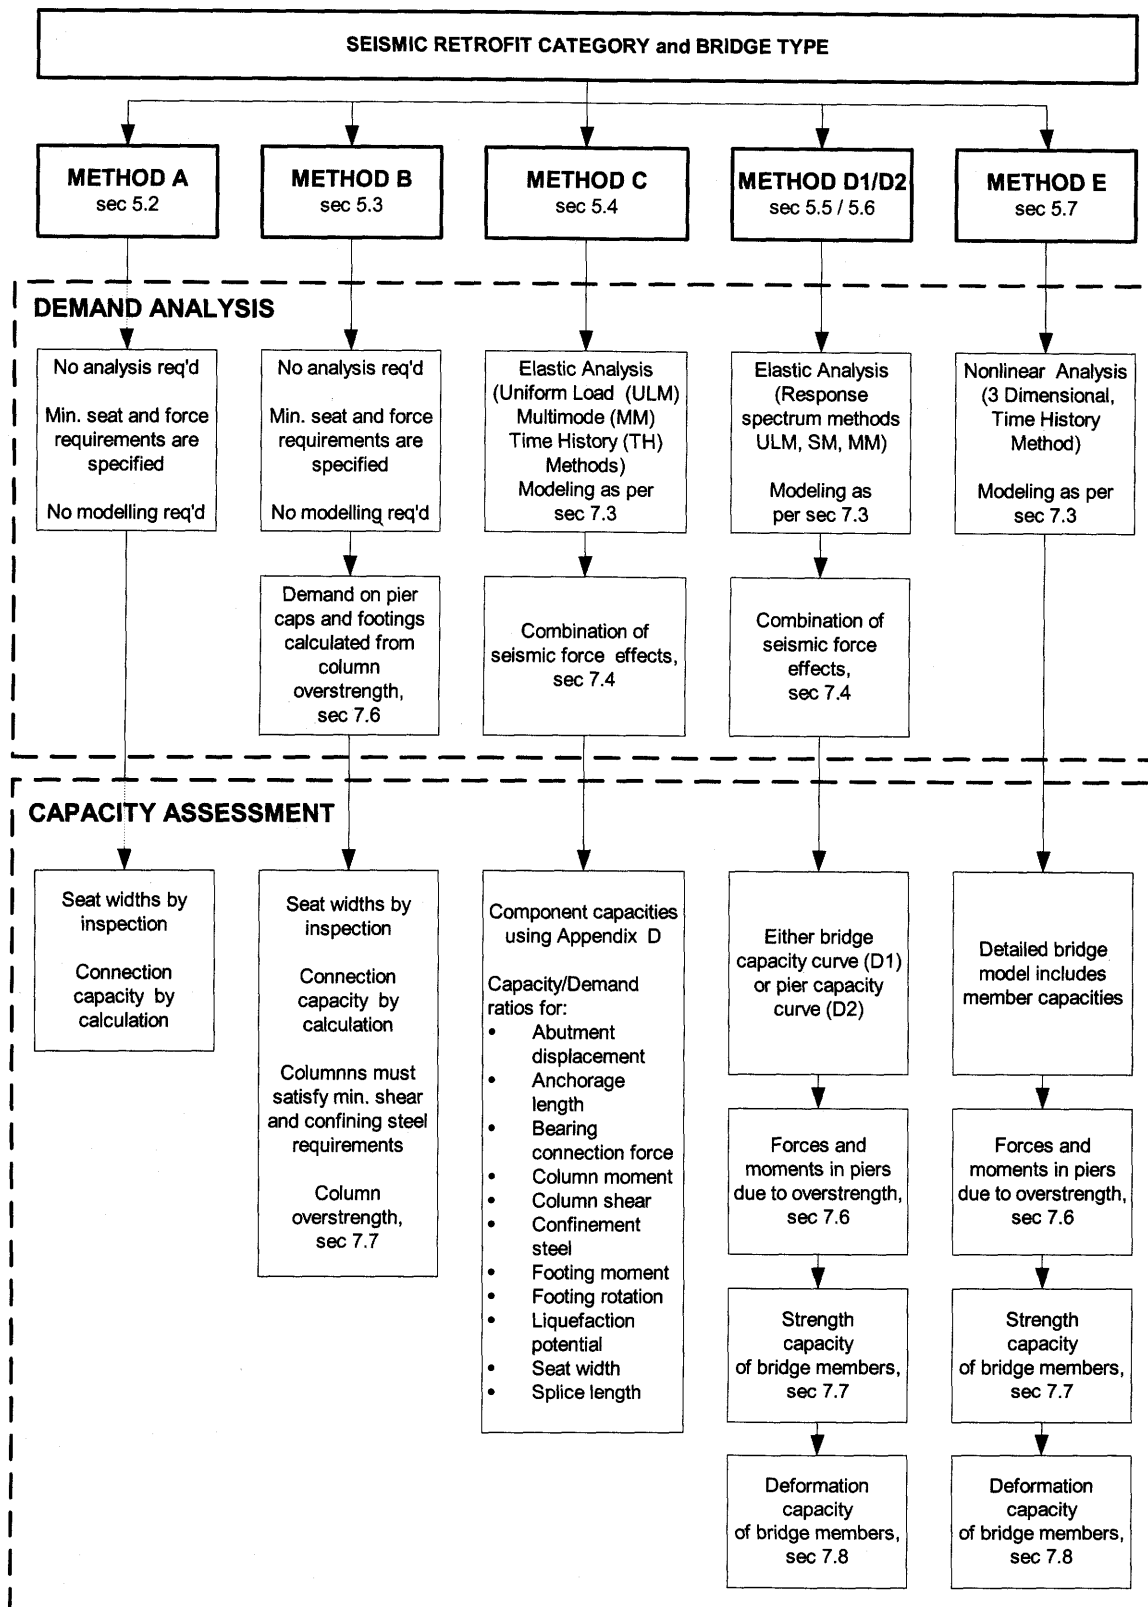 SEISMIC RETROFIT CATEGORY and BRIDGE TYPE
METHOD A
sec 5.2
METHOD B
sec 5.3
METHOD C
sec 5.4
METHOD D1/D2
sec 5.5 / 5.6
METHOD E
sec 5.7
DEMAND ANALYSIS
No analysis req'd
Min. seat and force
requirements are
specified
No modelling req'd
No analysis req'd
Min. seat and force
requirements are
specified
No modelling req'd
Elastic Analysis
(Uniform Load (ULM)
Multimode (MM)
Time History (TH)
Methods)
Modeling as per
sec 7.3
Elastic Analysis
(Response
spectrum methods
ULM, SM, MM)
Modeling as
per sec 7.3
Nonlinear Analysis
(3 Dimensional,
Time History
Method)
Modeling as per
sec 7.3
Demand on pier
caps and footings
calculated from
column
overstrength,
sec 7.6
Combination of
seismic force effects,
sec 7.4
Combination of
seismic force
effects,
sec 7.4
CAPACITY ASSESSMENT
Seat widths by
inspection
Connection
capacity by
calculation
Seat widths by
inspection
Connection
capacity by
calculation
Columnns must
satisfy min. shear
and confining steel
requirements
Column
overstrength,
sec 7.7
Component capacities
using Appendix D
Capacity/Demand
ratios for:
• Abutment
displacement
• Anchorage
length
• Bearing
connection force
• Column moment
• Column shear
• Confinement
steel
• Footing moment
• Footing rotation
• Liquefaction
potential
• Seat width
• Splice length
Either bridge
capacity curve (D1)
or pier capacity
curve (D2)
Forces and
moments in piers
due to overstrength,
sec 7.6
Strength
capacity
of bridge members,
sec 7.7
Deformation
capacity
of bridge members,
sec 7.8
Detailed bridge
model includes
member capacities
Forces and
moments in piers
due to overstrength,
sec 7.6
Strength
capacity
of bridge members,
sec 7.7
Deformation
capacity
of bridge members,
sec 7.8